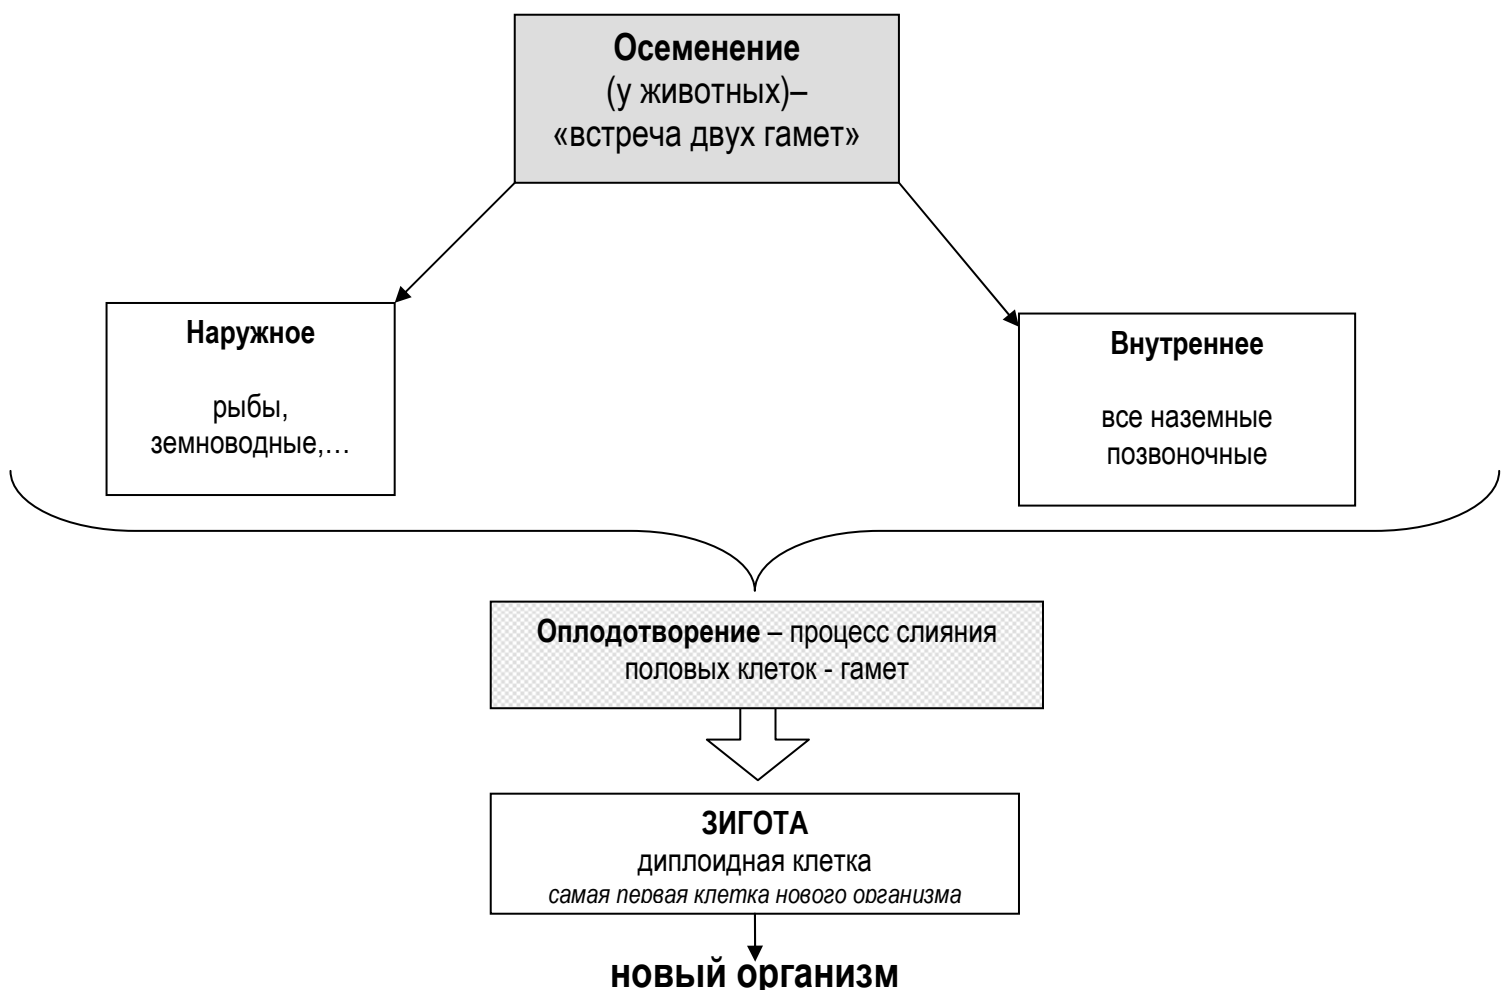 Осеменение
(у животных)–
«встреча двух гамет»
Наружное
рыбы,
земноводные,…
Внутреннее
все наземные
позвоночные
Оплодотворение – процесс слияния
половых клеток - гамет
ЗИГОТА
диплоидная клетка
самая первая клетка нового организма
новый организм